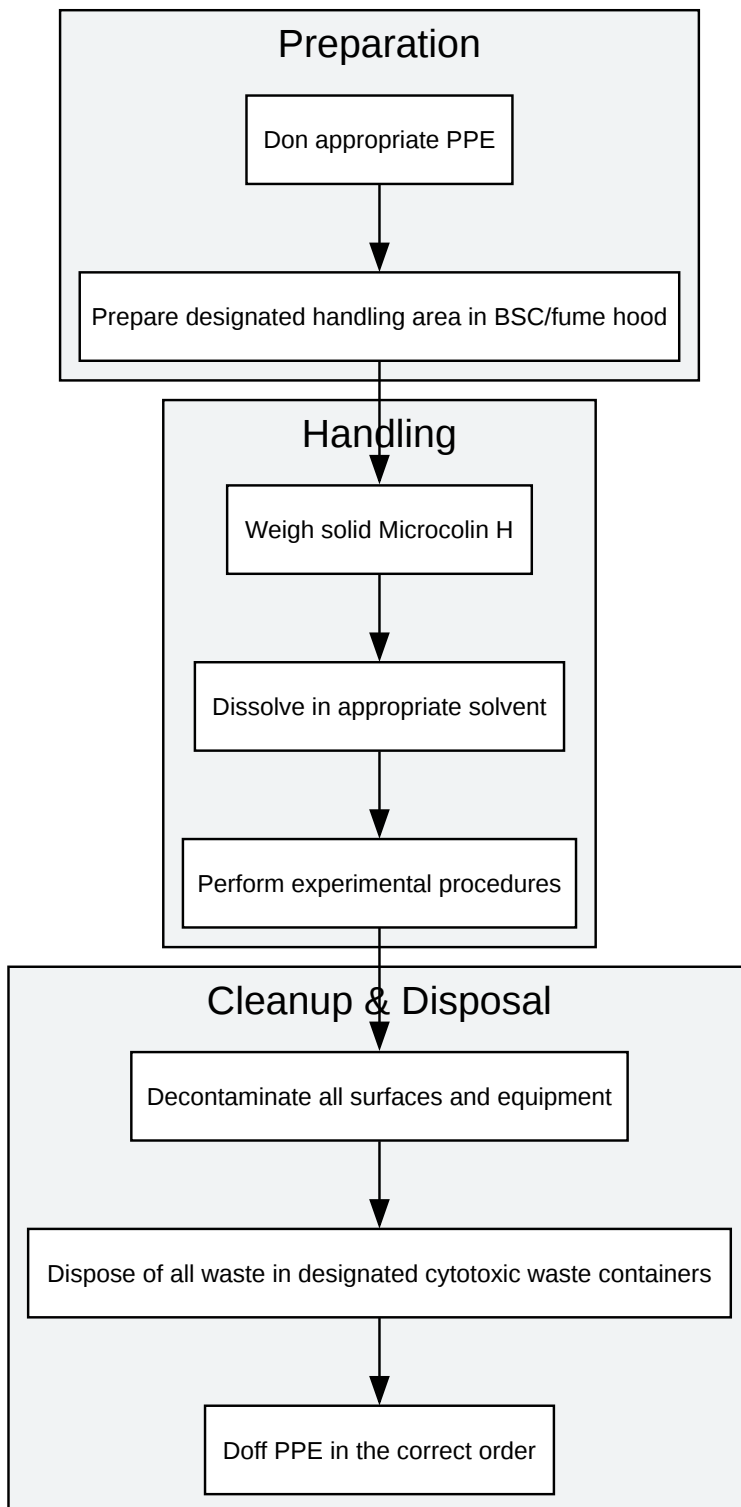 Preparation
Don appropriate PPE
Prepare designated handling area in BSC/fume hood
Handling
Weigh solid Microcolin H
Dissolve in appropriate solvent
Perform experimental procedures
Cleanup & Disposal
Decontaminate all surfaces and equipment
Dispose of all waste in designated cytotoxic waste containers
Doff PPE in the correct order